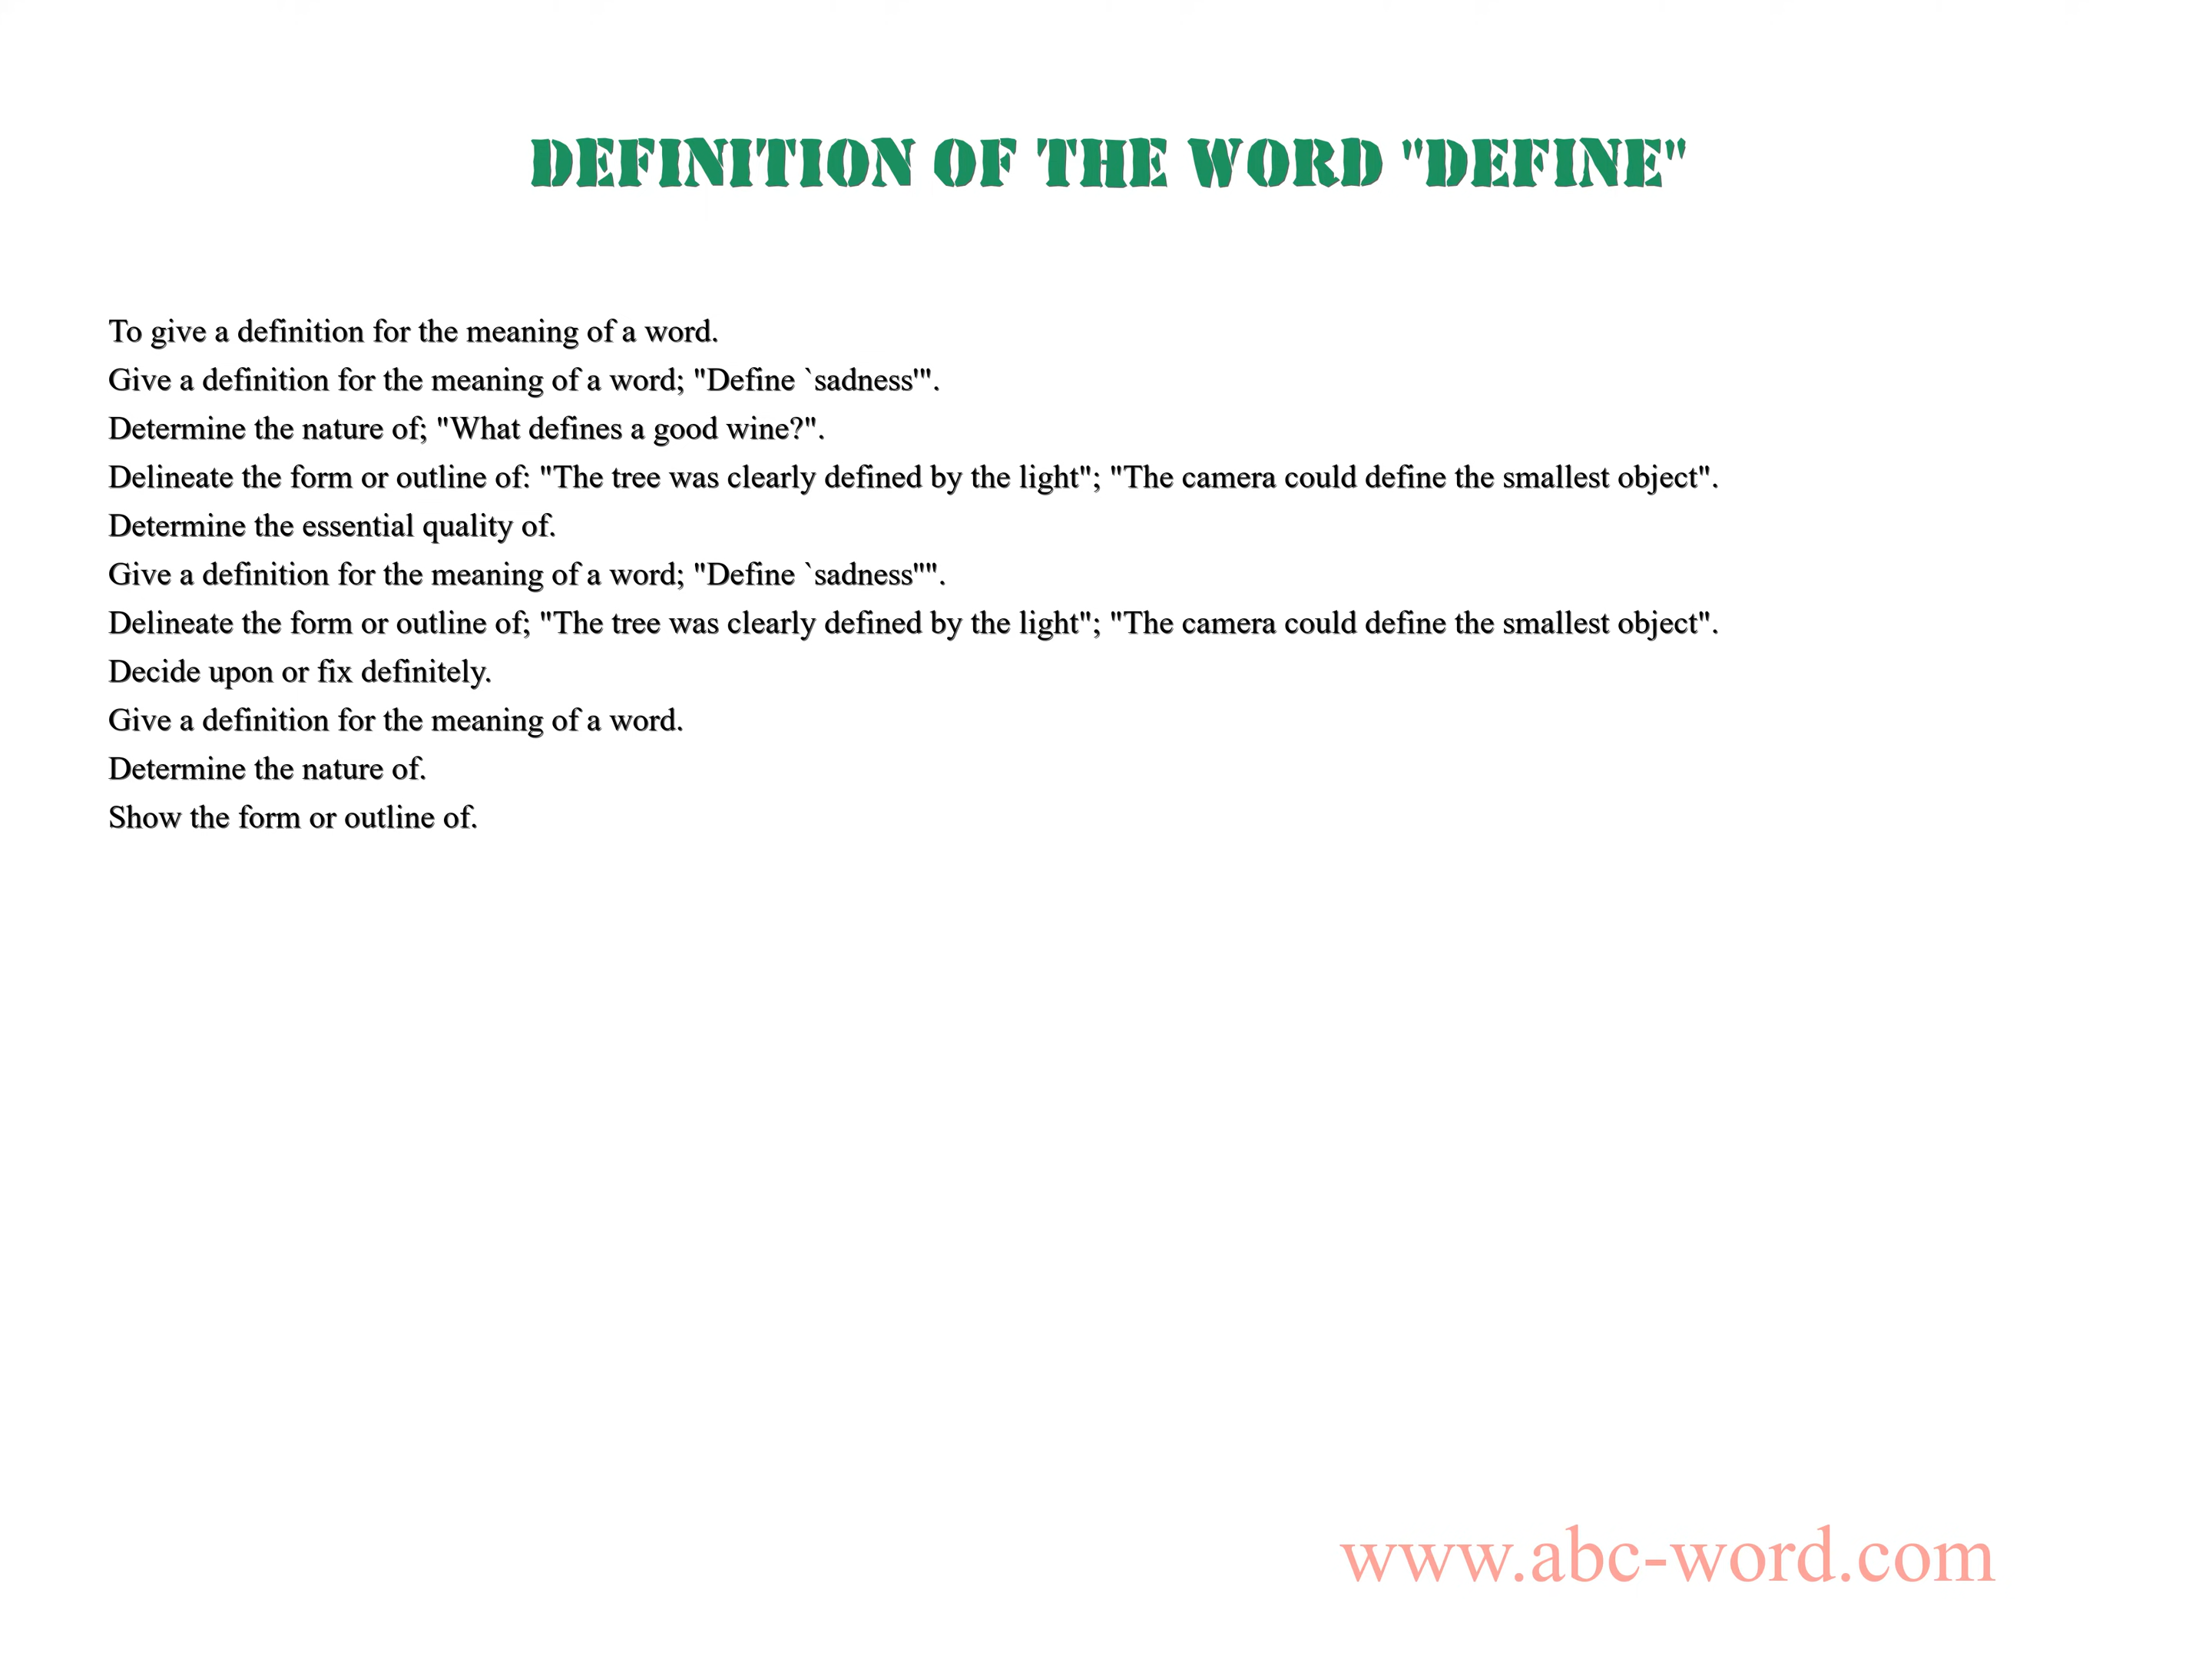 DEFINITION OF THE WORD "DEFINE"
To give a definition for the meaning of a word.
Give a definition for the meaning of a word; "Define `sadness'".
Determine the nature of; "What defines a good wine?".
Delineate the form or outline of: "The tree was clearly defined by the light"; "The camera could define the smallest object".
Determine the essential quality of.
Give a definition for the meaning of a word; "Define `sadness"".
Delineate the form or outline of; "The tree was clearly defined by the light"; "The camera could define the smallest object".
Decide upon or fix definitely.
Give a definition for the meaning of a word.
Determine the nature of.
Show the form or outline of.
www.abc-word.com